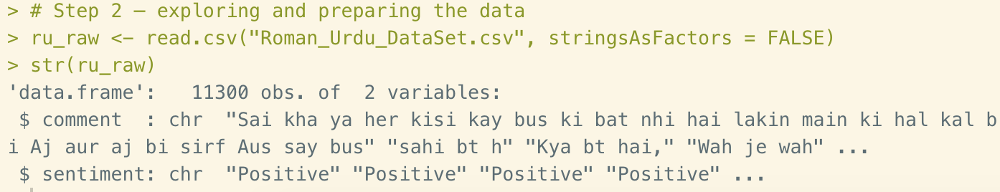 > # Step 2 – exploring and preparing the data
> ru_raw <- read.csv("Roman_Urdu_DataSet.csv", stringsAsFactors = FALSE)
> str(ru_raw)
'data.frame':   11300 obs. of  2 variables:
 $ comment  : chr  "Sai kha ya her kisi kay bus ki bat nhi hai lakin main ki hal kal b
i Aj aur aj bi sirf Aus say bus" "sahi bt h" "Kya bt hai," "Wah je wah" ...
 $ sentiment: chr  "Positive" "Positive" "Positive" "Positive" ...